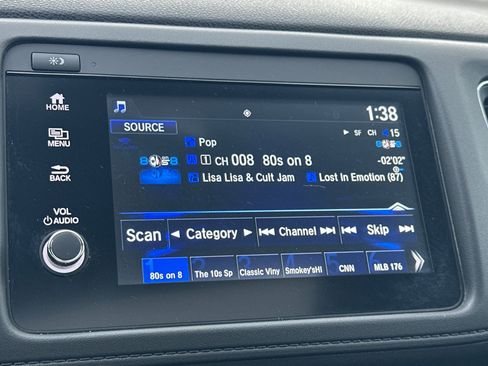 1:38
HOME
SOURCE
SF CH 15
MENU
Pop
1 CH 008 80s on 8
-02'02"
BACK
Lisa Lisa & Cult Jam Lost In Emotion (87)
VOL
AUDIO
Scan Category Channel Skip
80s on 8 The 10s Sp Classic Viny Smokey'sHI CNN MLB 176